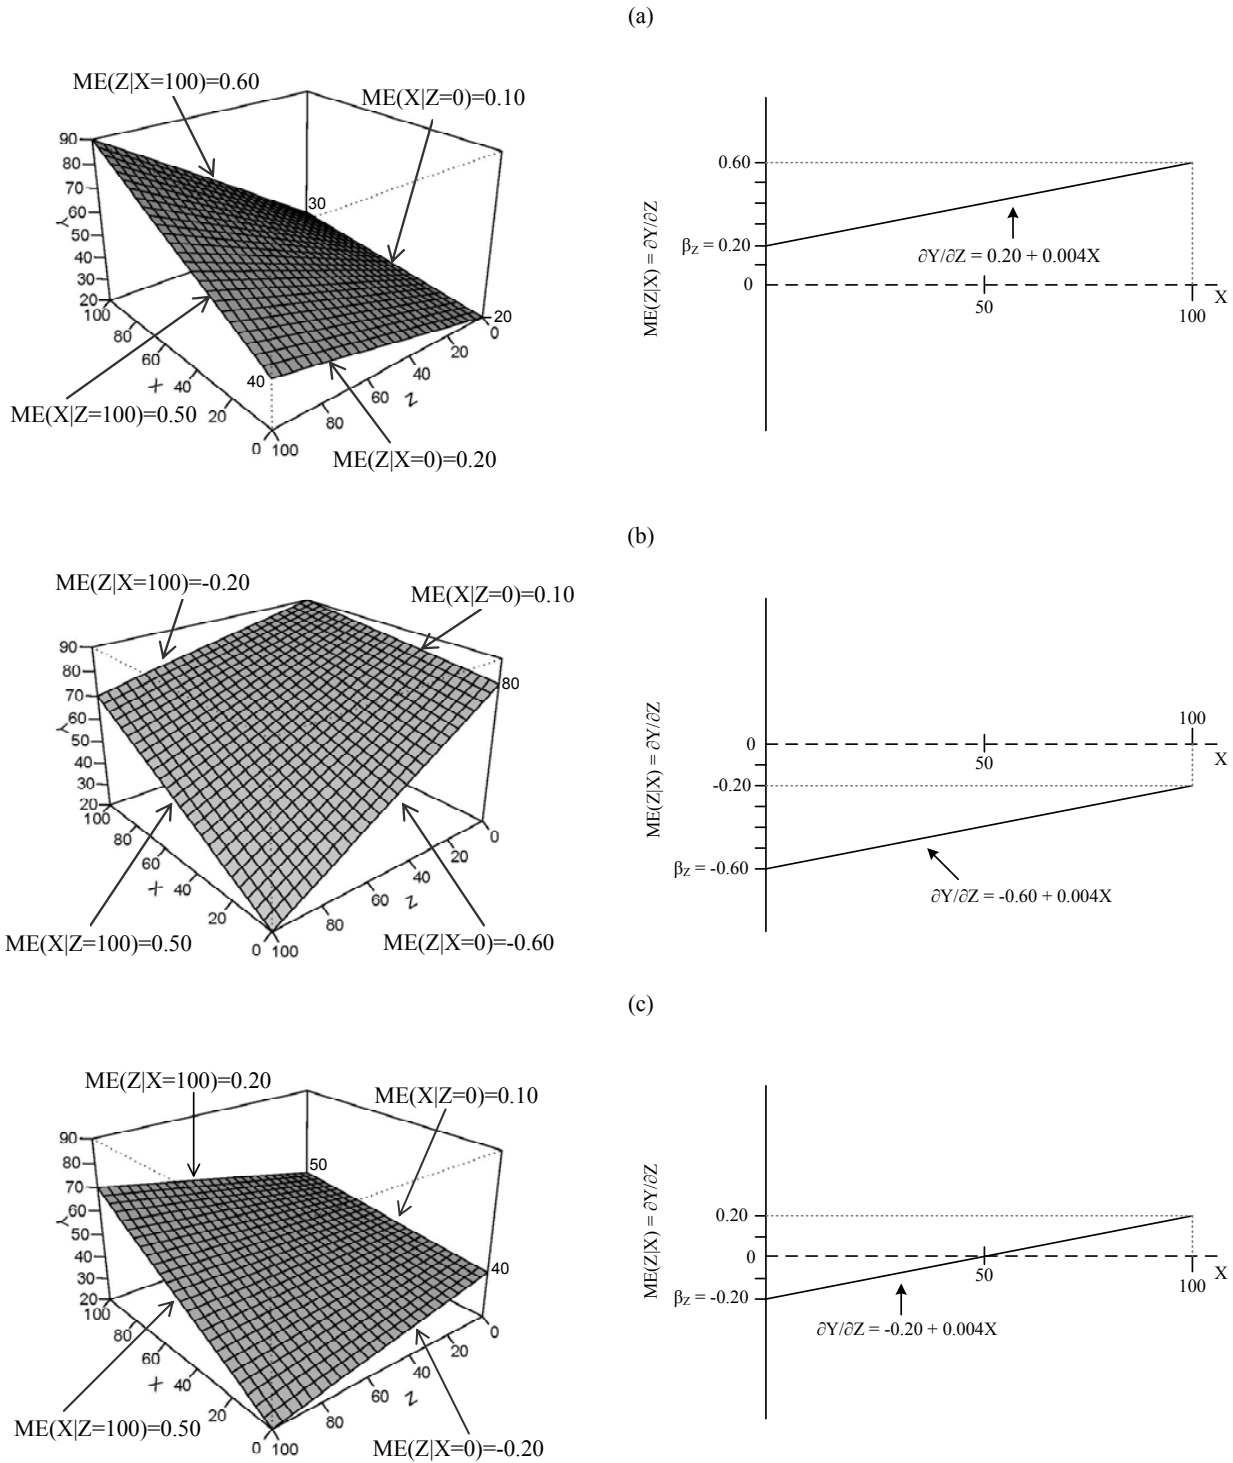 (a)
ME(Z|X=100)=0.60
ME(X|Z=0)=0.10
90
80
70
60
Y
50
40
30
20
30
20
40
100
80
60
X
40
20
0
100
80
60
Z
40
20
0
ME(X|Z=100)=0.50
ME(Z|X=0)=0.20
ME(Z|X) = ∂Y/∂Z
0.60
βZ = 0.20
0
∂Y/∂Z = 0.20 + 0.004X
50
100
X
(b)
ME(Z|X=100)=-0.20
ME(X|Z=0)=0.10
90
80
70
60
Y
50
40
30
20
80
100
80
60
X
40
20
0
100
80
60
Z
40
20
0
ME(X|Z=100)=0.50
ME(Z|X=0)=-0.60
ME(Z|X) = ∂Y/∂Z
0
-0.20
βZ = -0.60
100
50
X
∂Y/∂Z = -0.60 + 0.004X
(c)
ME(Z|X=100)=0.20
ME(X|Z=0)=0.10
90
80
70
60
Y
50
40
30
20
50
40
100
80
60
X
40
20
0
100
80
60
Z
40
20
0
ME(X|Z=100)=0.50
ME(Z|X=0)=-0.20
ME(Z|X) = ∂Y/∂Z
0.20
0
βZ = -0.20
50
100
X
∂Y/∂Z = -0.20 + 0.004X